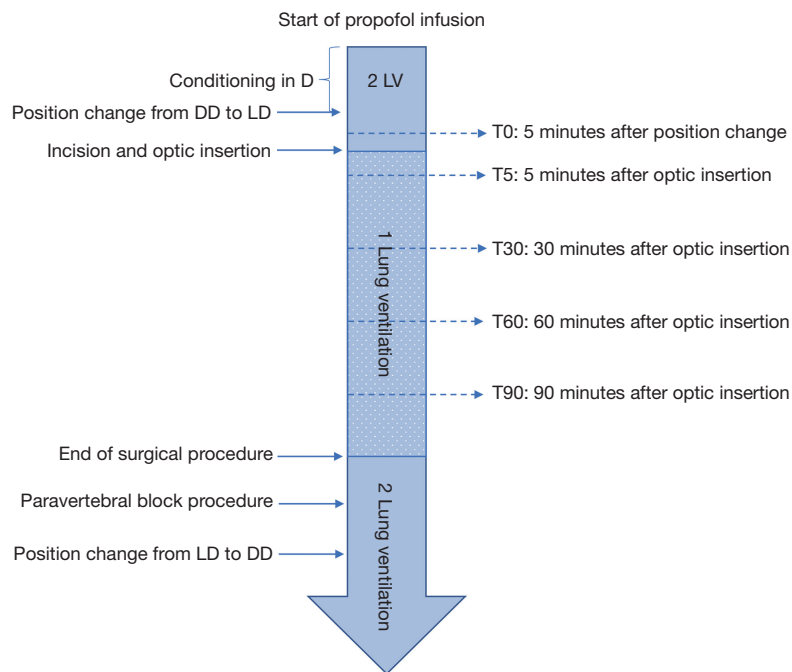 Start of propofol infusion
Conditioning in D
2 LV
Position change from DD to LD
T0: 5 minutes after position change
Incision and optic insertion
T5: 5 minutes after optic insertion
1 Lung ventilation
T30: 30 minutes after optic insertion
T60: 60 minutes after optic insertion
T90: 90 minutes after optic insertion
End of surgical procedure
Paravertebral block procedure
2 Lung ventilation
Position change from LD to DD